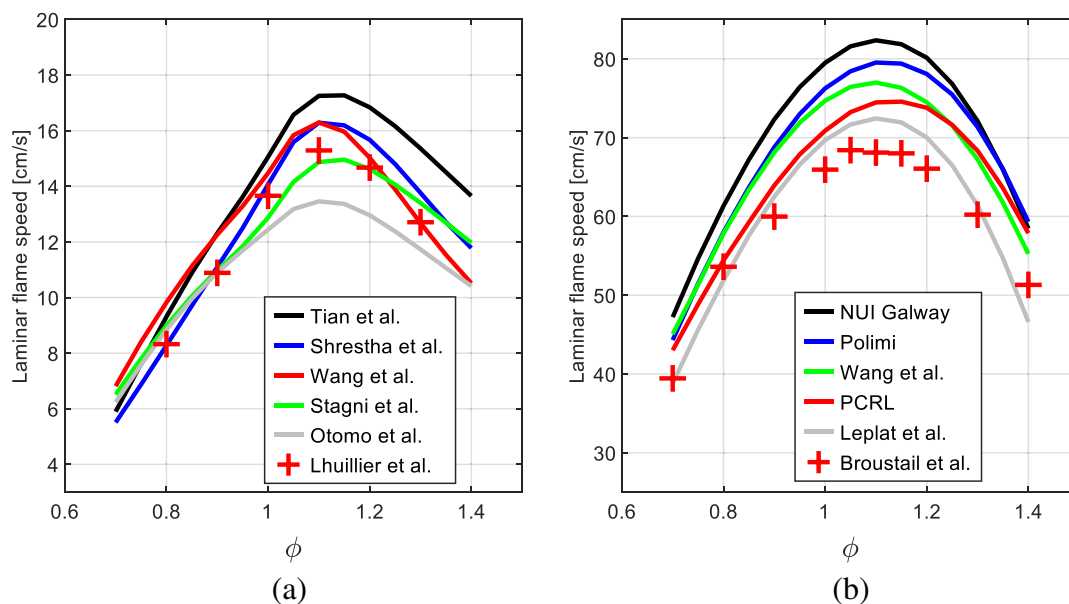 20
18
16
14
12
10
8
6
4
0.6
0.8
1
1.2
1.4
Laminar flame speed [cm/s]
ϕ
Tian et al.
Shrestha et al.
Wang et al.
Stagni et al.
Otomo et al.
Lhuillier et al.
(a)
80
70
60
50
40
30
0.6
0.8
1
1.2
1.4
Laminar flame speed [cm/s]
ϕ
NUI Galway
Polimi
Wang et al.
PCRL
Leplat et al.
Broustail et al.
(b)